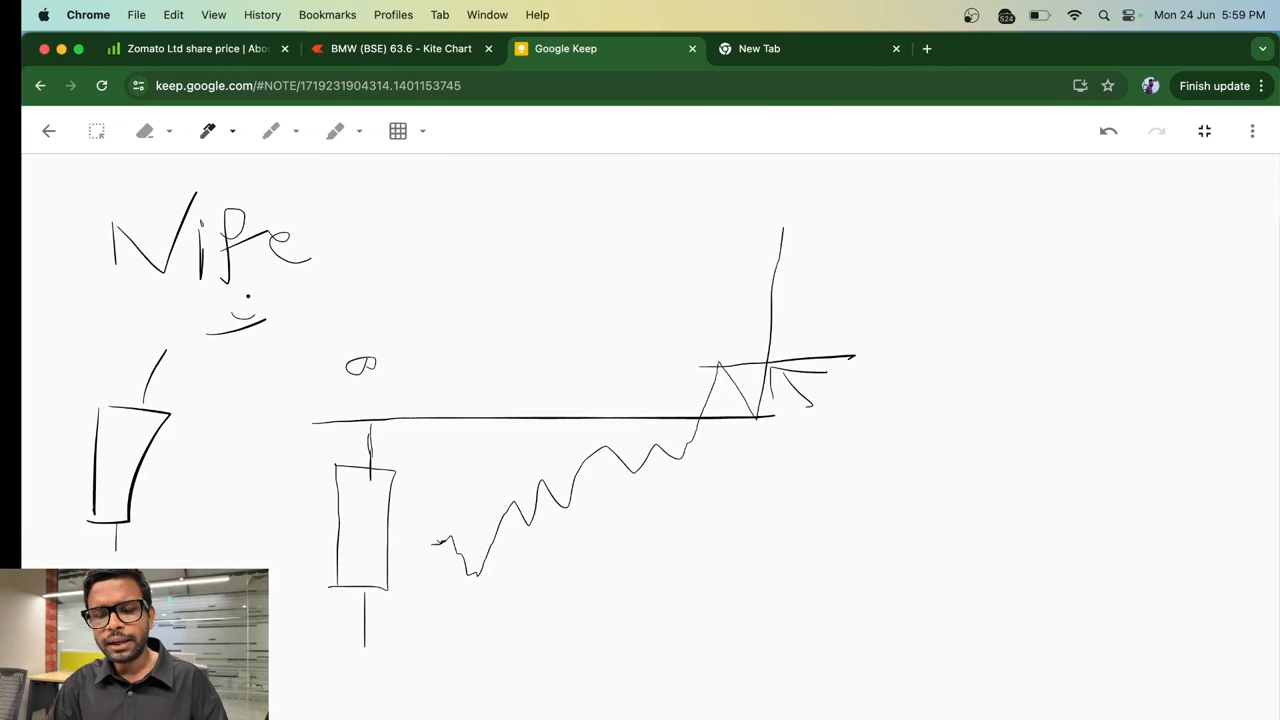 Chrome File Edit View History Bookmarks Profiles Tab Window Help
524 Mon 24 Jun 5:59 PM
Zomato Ltd share price | Abo BMW (BSE) 63.6 - Kite Chart Google Keep New Tab
keep.google.com/#NOTE/1719231904314.1401153745 Finish update